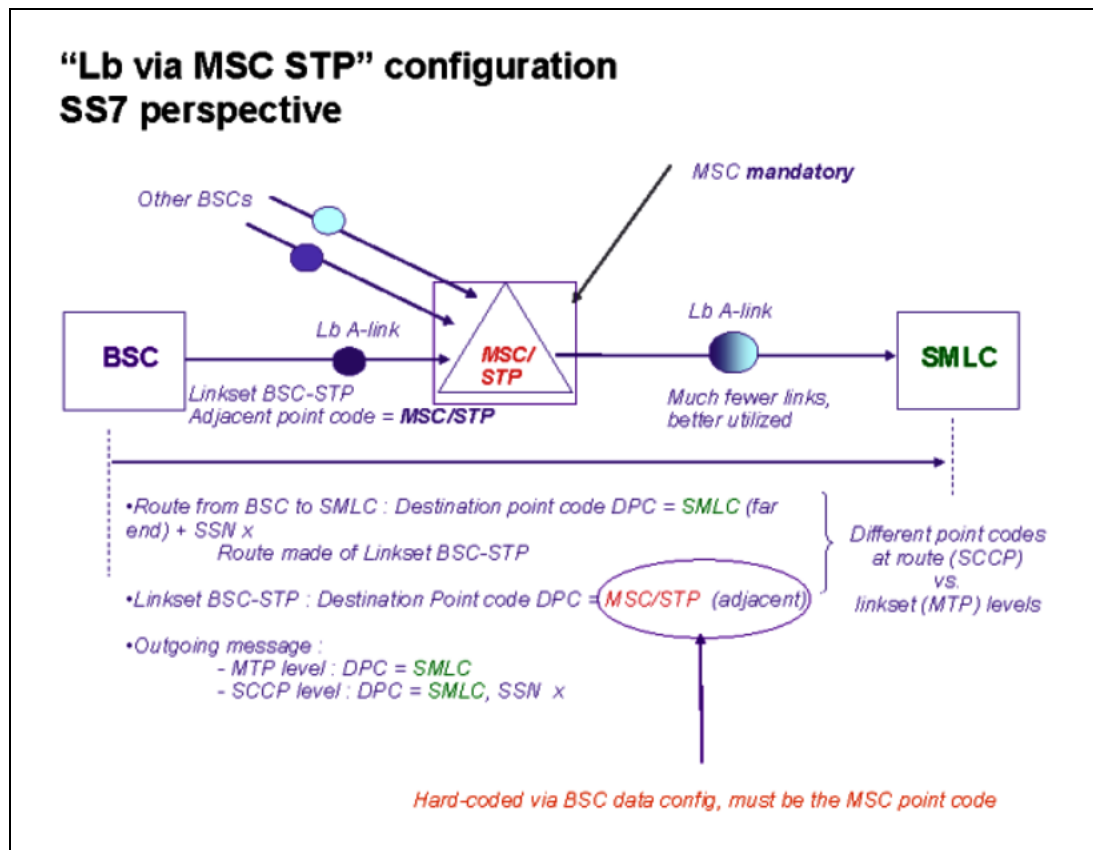 “Lb via MSC STP” configuration
SS7 perspective
MSC mandatory
Other BSCs
Lb A-link
Lb A-link
BSC
MSC/
STP
SMLC
Linkset BSC-STP
Adjacent point code = MSC/STP
Much fewer links,
better utilized
•Route from BSC to SMLC : Destination point code DPC = SMLC (far
end) + SSN x
Route made of Linkset BSC-STP
Different point codes
at route (SCCP)
vs.
linkset (MTP) levels
•Linkset BSC-STP : Destination Point code DPC = MSC/STP (adjacent)
•Outgoing message :
- MTP level : DPC = SMLC
- SCCP level : DPC = SMLC, SSN x
Hard-coded via BSC data config, must be the MSC point code